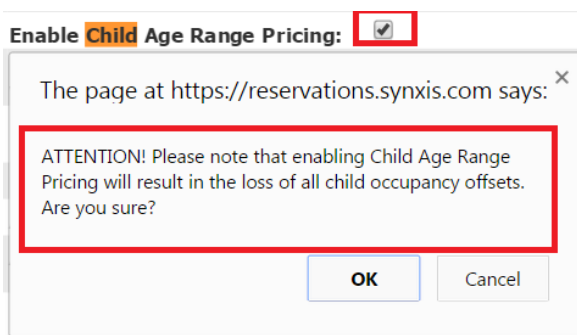 Enable Child Age Range Pricing:
The page at https://reservations.synxis.com says:
ATTENTION! Please note that enabling Child Age Range
Pricing will result in the loss of all child occupancy offsets.
Are you sure?
OK Cancel